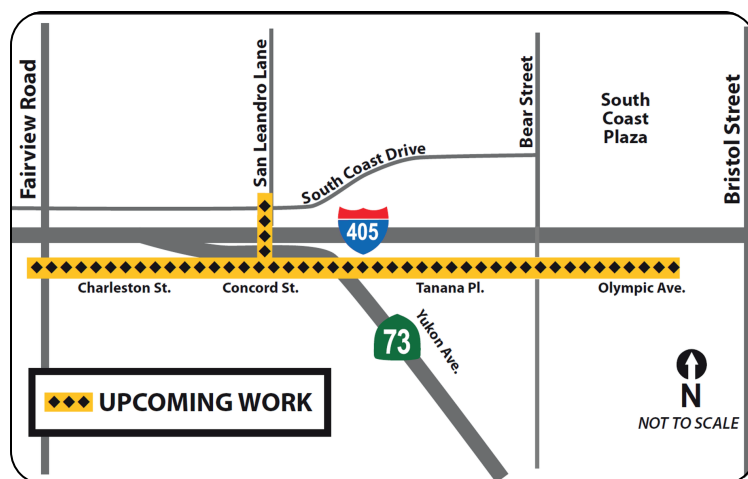 Fairview Road
San Leandro Lane
South Coast Drive
Bear Street
South
Coast
Plaza
Bristol Street
405
Charleston St.
Concord St.
Tanana Pl.
Olympic Ave.
73
Yukon Ave.
UPCOMING WORK
N
NOT TO SCALE